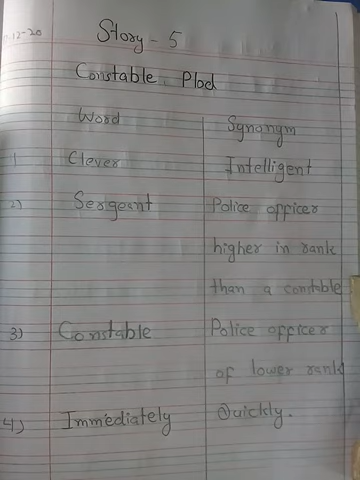 12-20
Story - 5
Constable Plod
Word Synonym
1 Clever Intelligent
2) Sergeant Police officer
higher in rank
than a constable
3) Constable Police officer
of lower rank
4) Immediately Quickly.